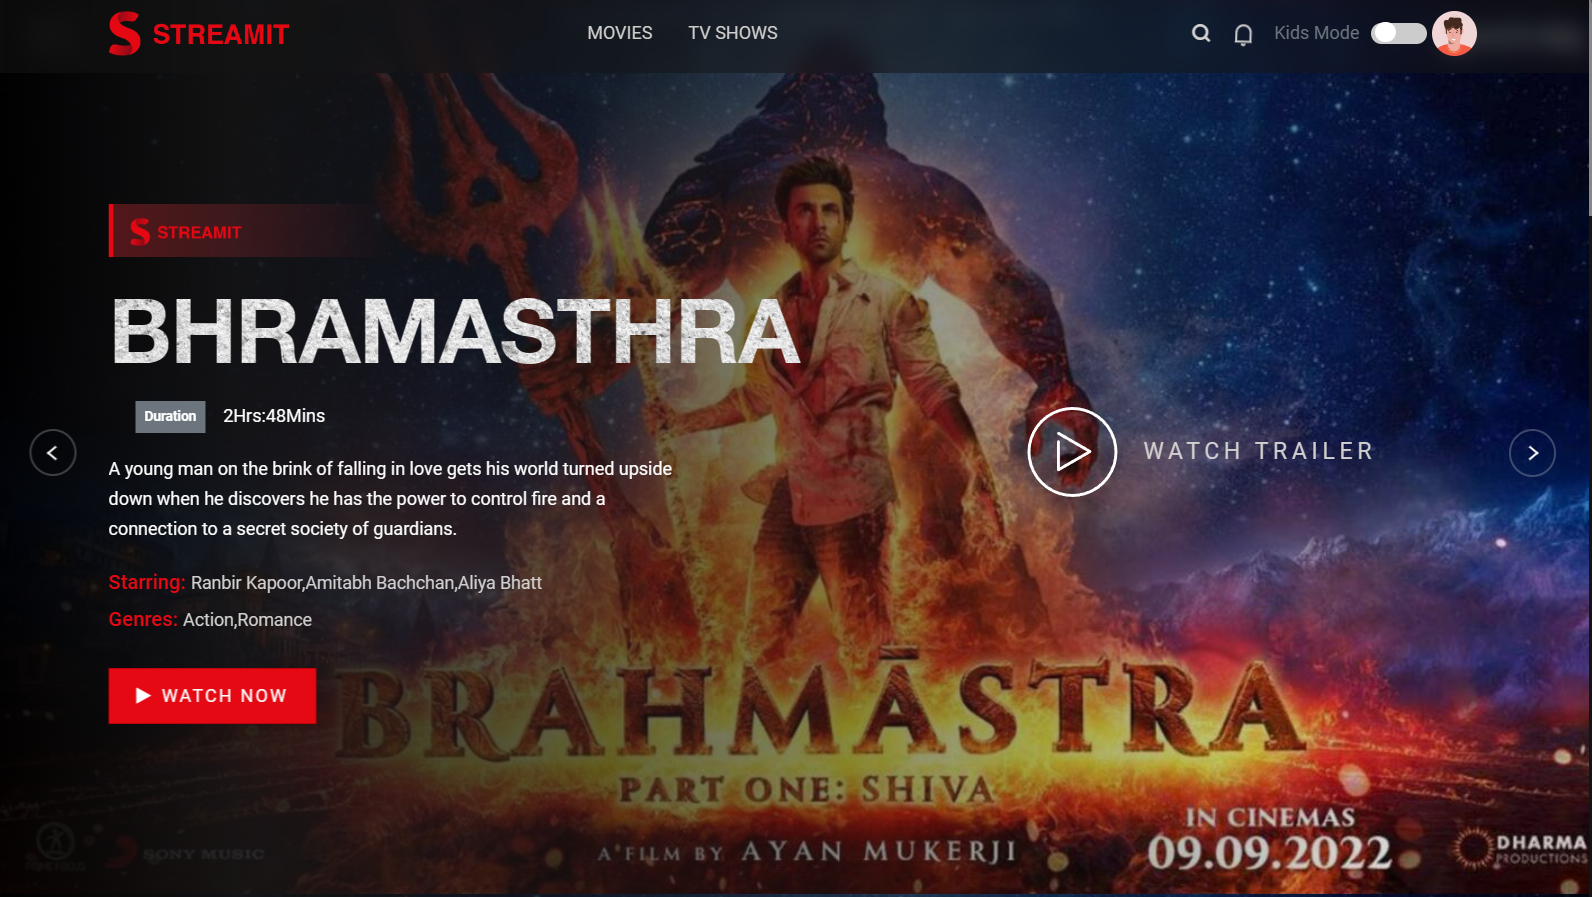 STREAMIT
MOVIES
TV SHOWS
Kids Mode
STREAMIT
BHRAMASTHRA
Duration
2Hrs:48Mins
A young man on the brink of falling in love gets his world turned upside
down when he discovers he has the power to control fire and a
connection to a secret society of guardians.
WATCH TRAILER
Starring: Ranbir Kapoor,Amitabh Bachchan,Aliya Bhatt
Genres: Action,Romance
WATCH NOW
BRAHMĀSTRA
PART ONE: SHIVA
A FILM BY AYAN MUKERJI
IN CINEMAS
09.09.2022
SONY MUSIC
DHARMA
PRODUCTIONS